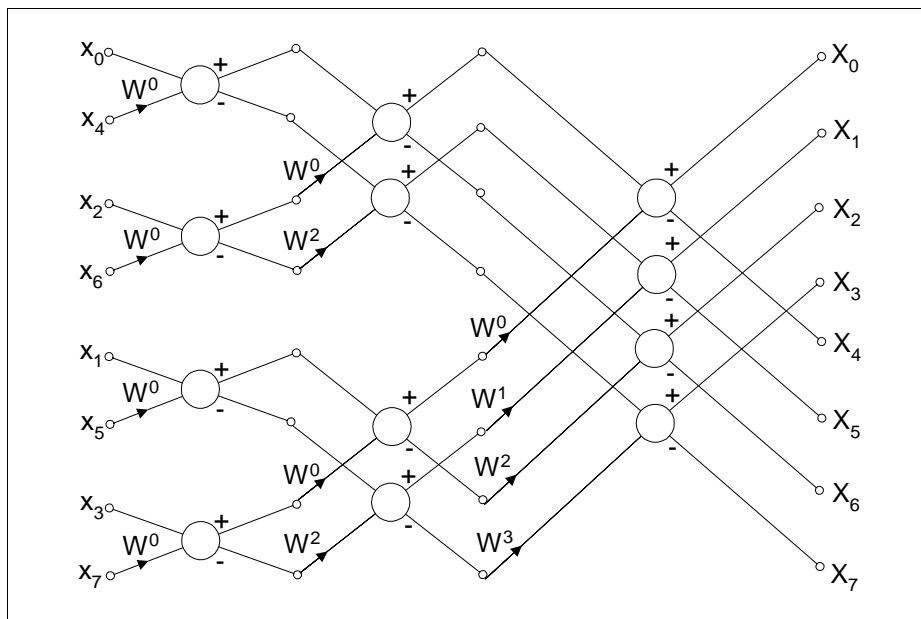 x₀ + X₀
W⁰ +
x₄ - W⁰ - X₁
x₂ + + + X₂
W⁰ W² - -
x₆ - + X₃
- +
x₁ + W⁰ - X₄
W⁰ + W¹ +
x₅ - - X₅
W⁰ W² -
x₃ + + X₆
W⁰ W² - W³
x₇ - X₇